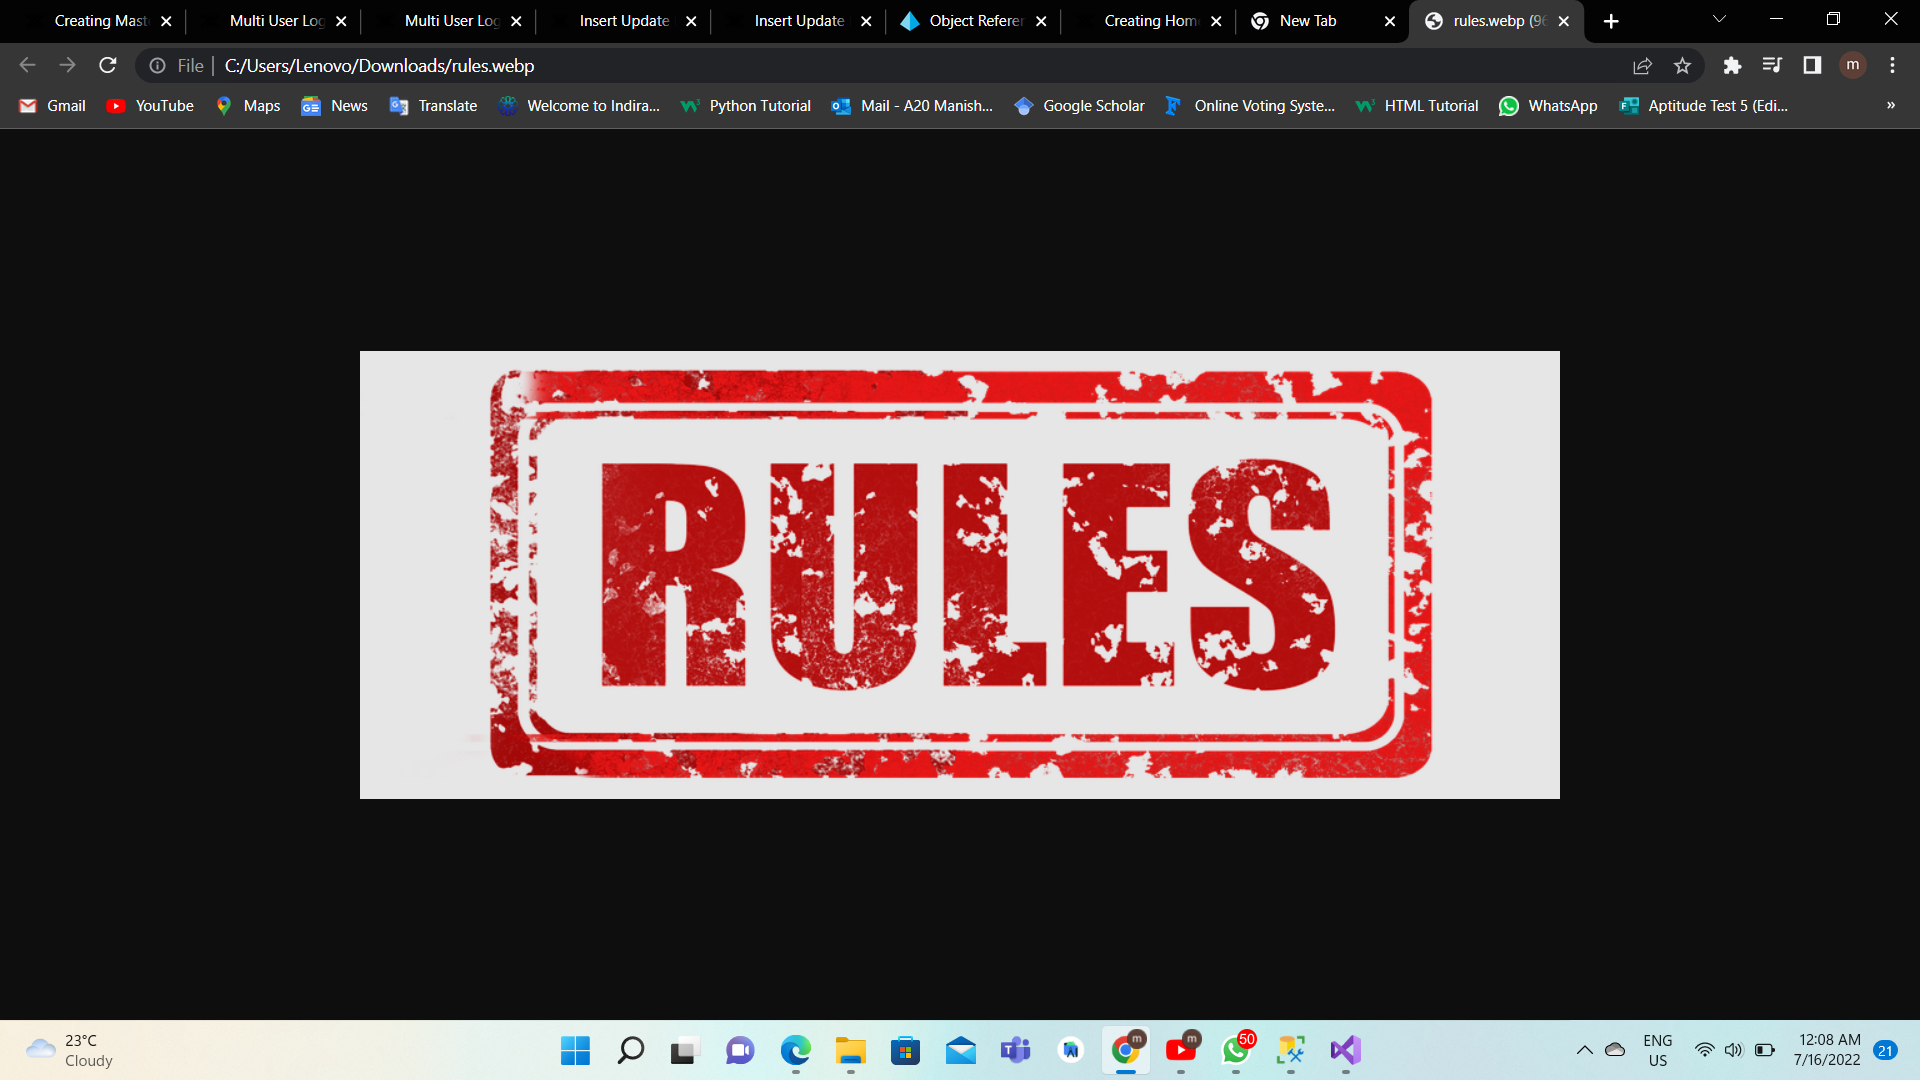 Creating Mast
Multi User Log
Multi User Log
Insert Update
Insert Update
Object Referen
Creating Hom
New Tab
rules.webp (96
File
C:/Users/Lenovo/Downloads/rules.webp
m
Gmail
YouTube
Maps
News
Translate
Welcome to Indira...
Python Tutorial
Mail - A20 Manish...
Google Scholar
Online Voting Syste...
HTML Tutorial
WhatsApp
Aptitude Test 5 (Edi...
»
RULES
23°C
Cloudy
m
m
50
ENG
US
12:08 AM
7/16/2022
21